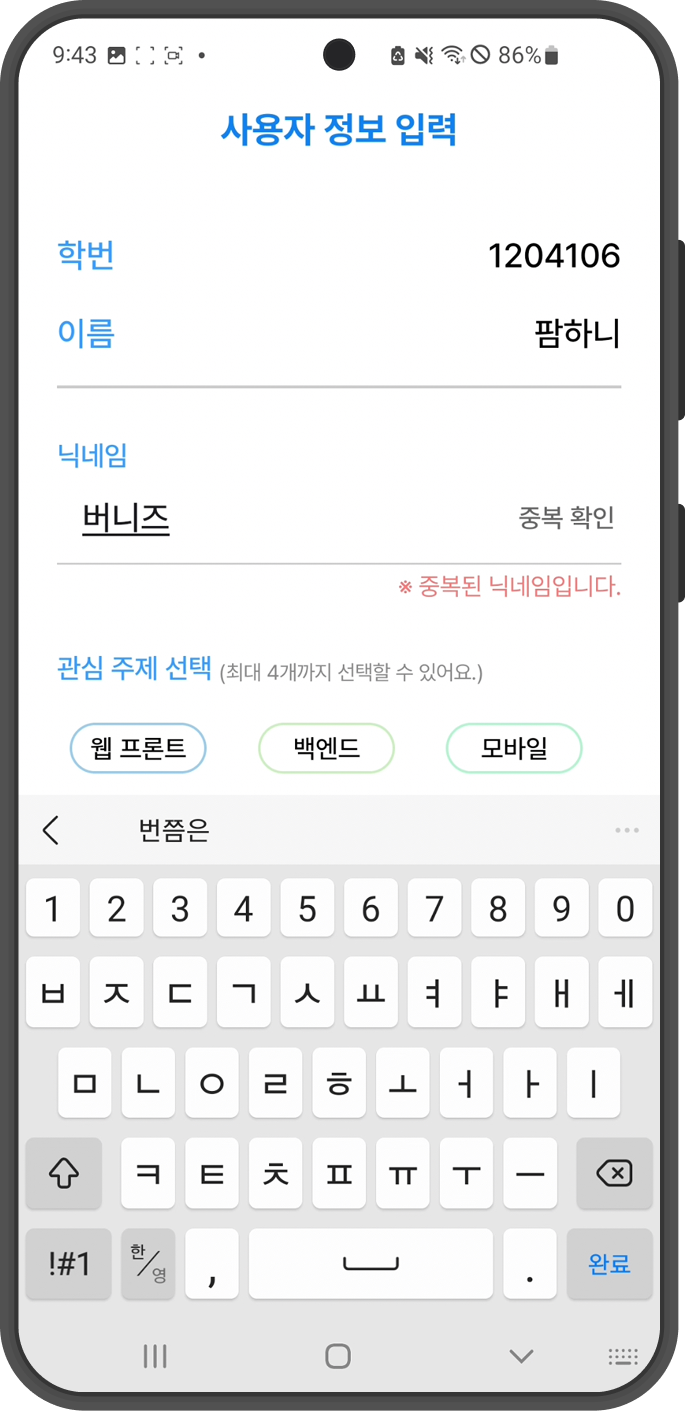 9:43 86%
사용자 정보 입력
학번 1204106
이름 팜하니
닉네임
버니즈 중복 확인
※ 중복된 닉네임입니다.
관심 주제 선택 (최대 4개까지 선택할 수 있어요.)
웹 프론트 백엔드 모바일
번쯤은
1 2 3 4 5 6 7 8 9 0
ㅂ ㅈ ㄷ ㄱ ㅅ ㅛ ㅕ ㅑ ㅐ ㅔ
ㅁ ㄴ ㅇ ㄹ ㅎ ㅗ ㅓ ㅏ ㅣ
ㅋ ㅌ ㅊ ㅍ ㅠ ㅜ ㅡ
!#1 한/영 , . 완료